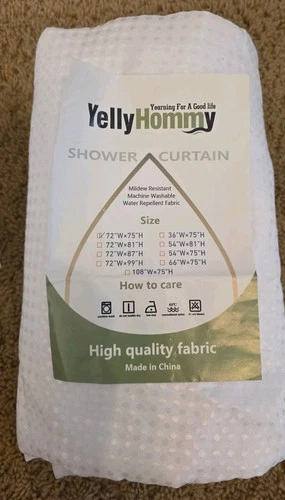 Yearning For A Good life
YellyHommy
SHOWER CURTAIN
Mildew Resistant
Machine Washable
Water Repellent Fabric
Size
72"W×75"H 36"W×75"H
72"W×81"H 54"W×81"H
72"W×87"H 54"W×75"H
72"W×99"H 66"W×75"H
108"W×75"H
How to care
High quality fabric
Made in China